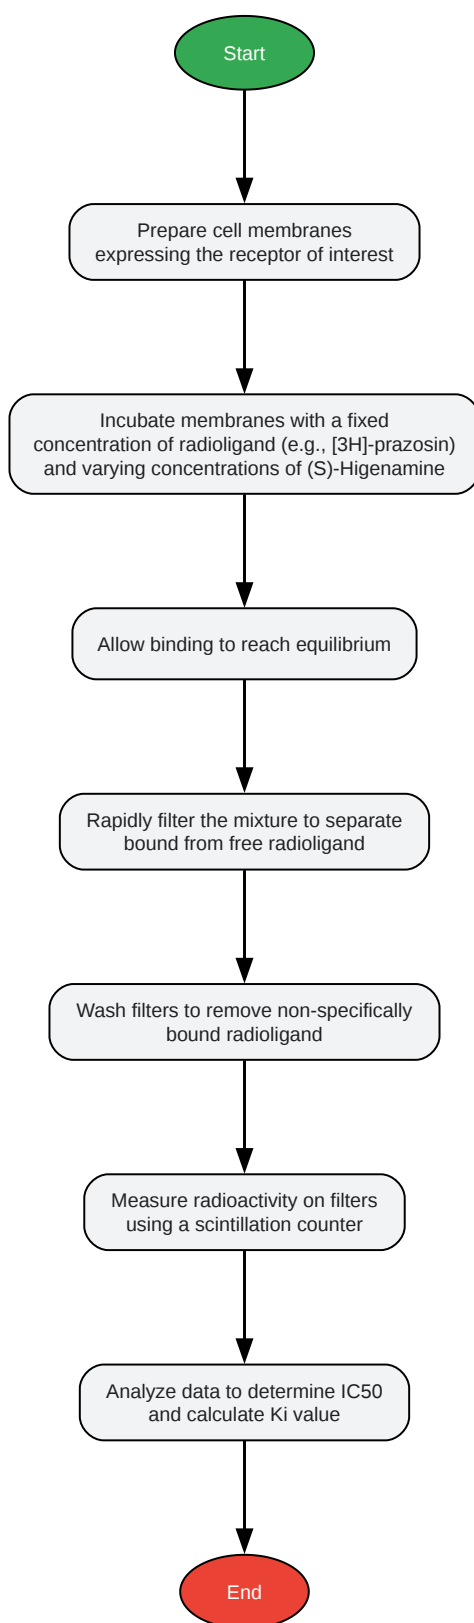 Start
Prepare cell membranes
expressing the receptor of interest
Incubate membranes with a fixed
concentration of radioligand (e.g., [3H]-prazosin)
and varying concentrations of (S)-Higenamine
Allow binding to reach equilibrium
Rapidly filter the mixture to separate
bound from free radioligand
Wash filters to remove non-specifically
bound radioligand
Measure radioactivity on filters
using a scintillation counter
Analyze data to determine IC50
and calculate Ki value
End